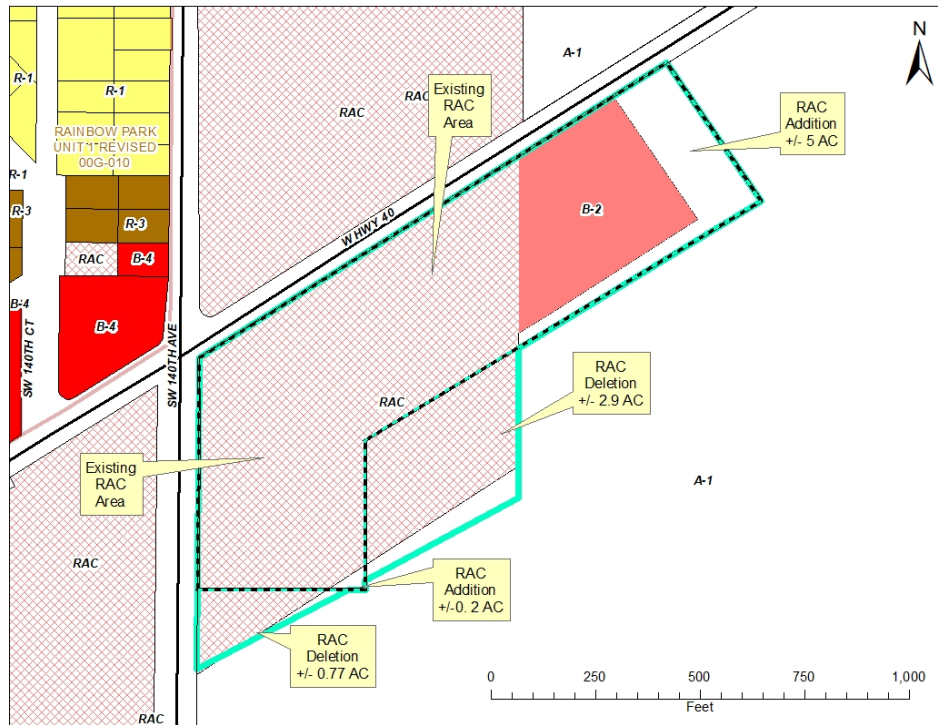 N
A-1
R-1
R-1
RAC
RAC
Existing
RAC
Area
RAC
Addition
+/- 5 AC
RAINBOW PARK
UNIT 1 REVISED
00G-010
R-1
R-3
R-3
B-2
W HWY 40
RAC
B-4
B-4
B-4
SW 140TH CT
SW 140TH AVE
RAC
Deletion
+/- 2.9 AC
RAC
Existing
RAC
Area
A-1
RAC
RAC
Addition
+/-0. 2 AC
RAC
Deletion
+/- 0.77 AC
0 250 500 750 1,000
Feet
RAC